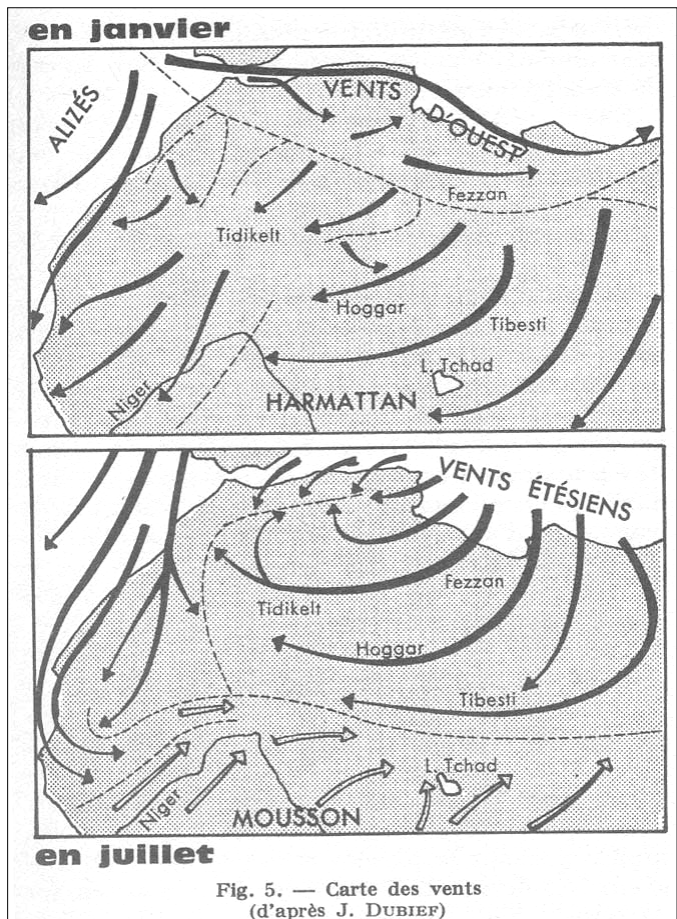 en janvier
ALIZÉS
VENTS
D'OUEST
Fezzan
Tidikelt
Hoggar
Tibesti
L. Tchad
Niger
HARMATTAN
VENTS ÉTÉSIENS
Fezzan
Tidikelt
Hoggar
Tibesti
L. Tchad
Niger
MOUSSON
en juillet
Fig. 5. — Carte des vents
(d'après J. DUBIEF)